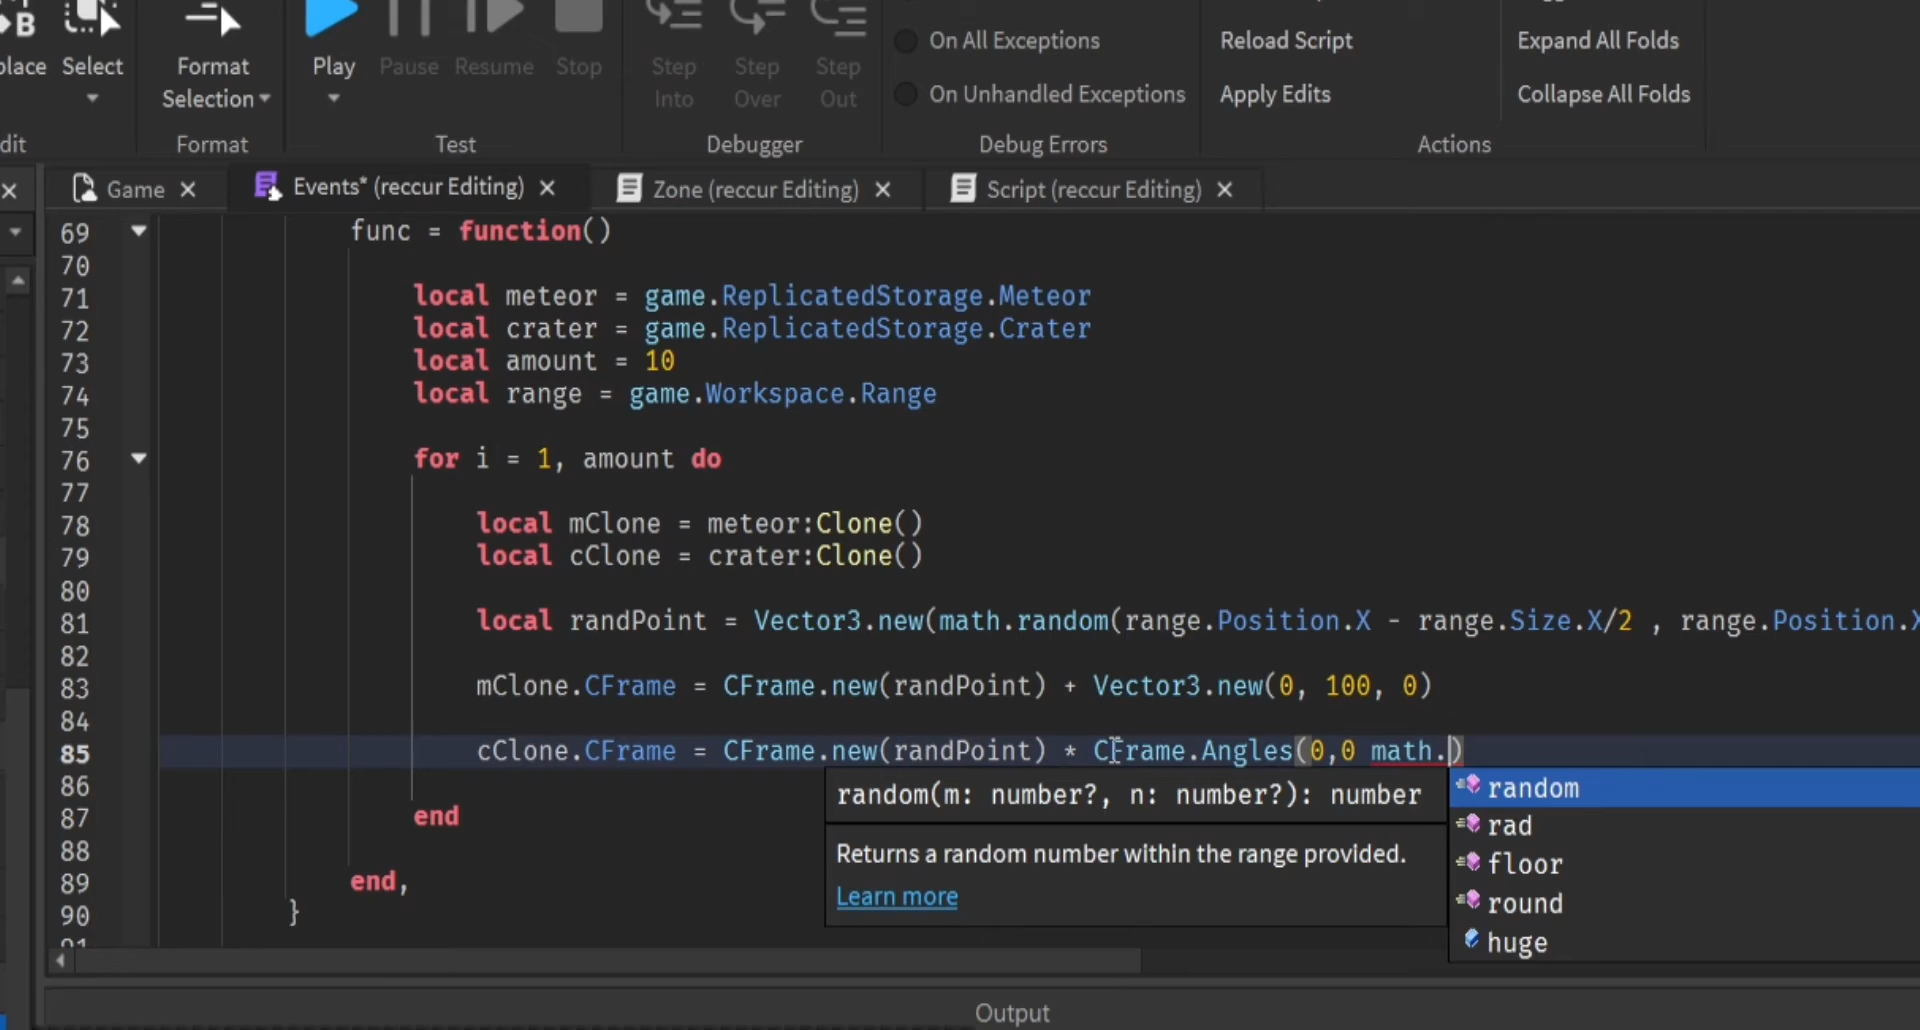 place Select Format Selection Play Pause Resume Stop Step Into Step Over Step Out On All Exceptions Reload Script Expand All Folds
On Unhandled Exceptions Apply Edits Collapse All Folds
Format Test Debugger Debug Errors Actions
Game Events* (reccur Editing) Zone (reccur Editing) Script (reccur Editing)
69 func = function()
70
71 local meteor = game.ReplicatedStorage.Meteor
72 local crater = game.ReplicatedStorage.Crater
73 local amount = 10
74 local range = game.Workspace.Range
75
76 for i = 1, amount do
77
78 local mClone = meteor:Clone()
79 local cClone = crater:Clone()
80
81 local randPoint = Vector3.new(math.random(range.Position.X - range.Size.X/2 , range.Position.X
82
83 mClone.CFrame = CFrame.new(randPoint) + Vector3.new(0, 100, 0)
84
85 cClone.CFrame = CFrame.new(randPoint) * CFrame.Angles(0,0 math.)
86 random(m: number?, n: number?): number random
87 end
rad
88 Returns a random number within the range provided. floor
89 end,
Learn more round
90 }
huge
91
Output